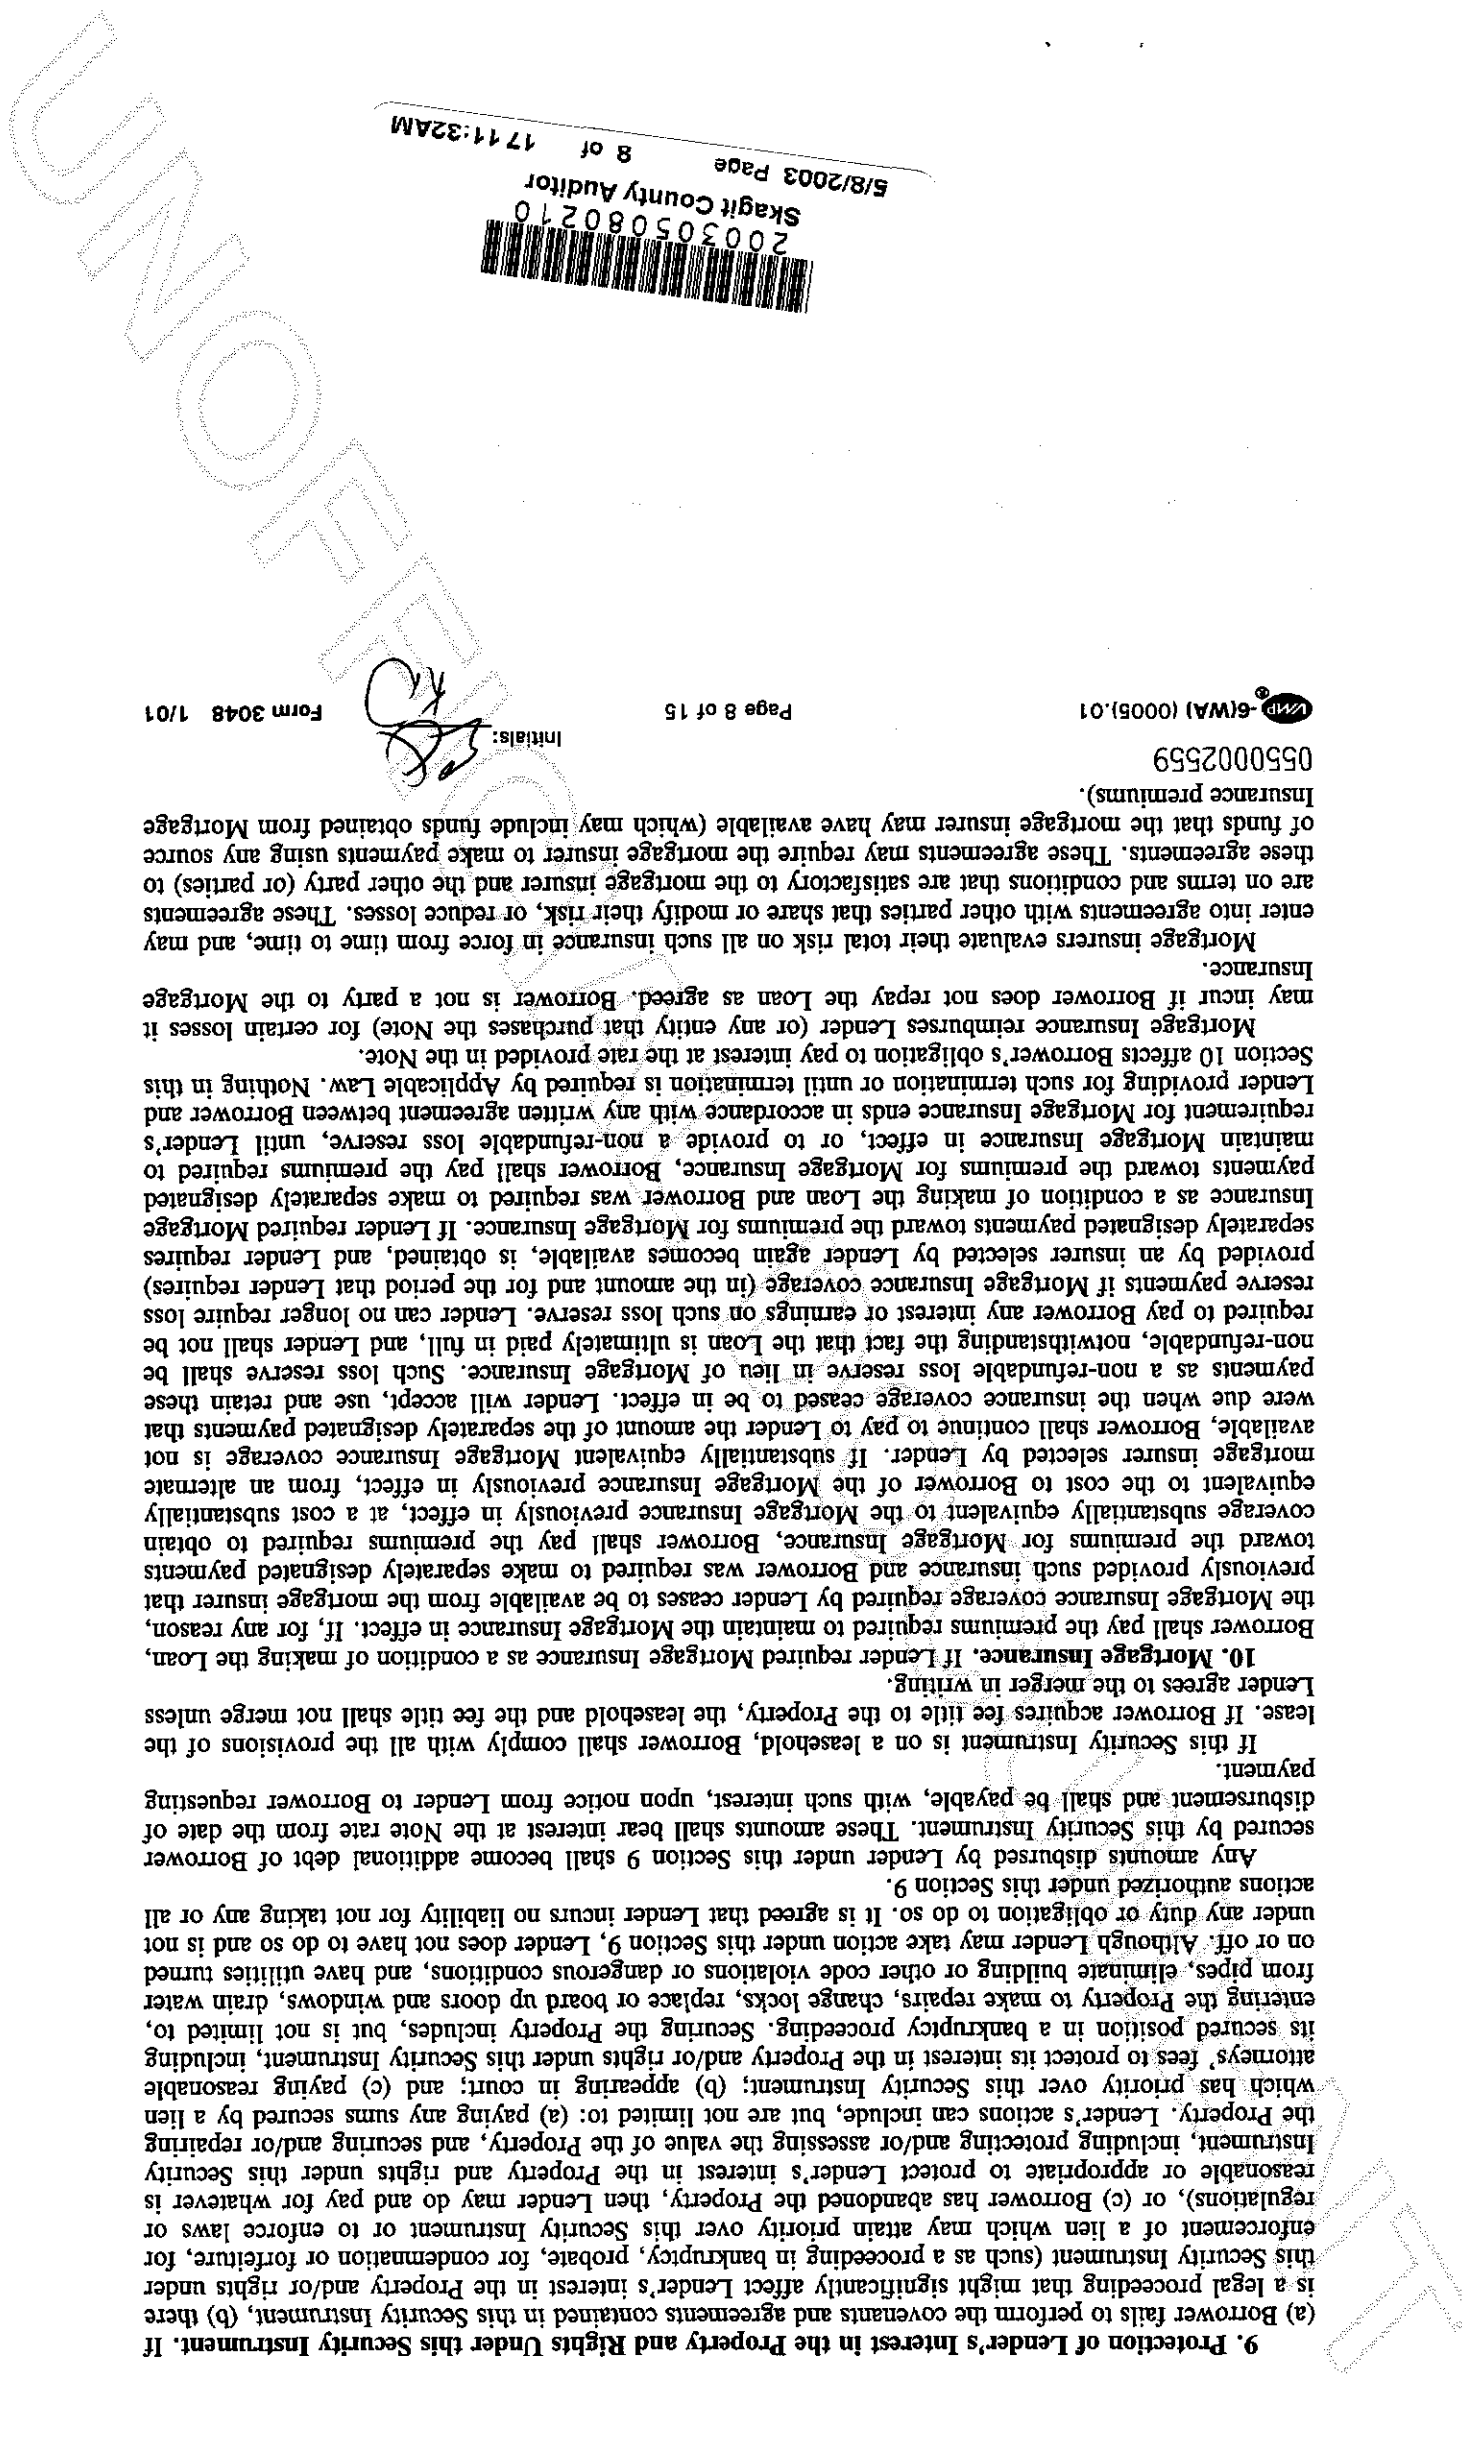 9. Protection of Lender's Interest in the Property and Rights Under this Security Instrument. If
(a) Borrower fails to perform the covenants and agreements contained in this Security Instrument, (b) there
is a legal proceeding that might significantly affect Lender's interest in the Property and/or rights under
this Security Instrument (such as a proceeding in bankruptcy, probate, for condemnation or forfeiture, for
enforcement of a lien which may attain priority over this Security Instrument or to enforce laws or
regulations), or (c) Borrower has abandoned the Property, then Lender may do and pay for whatever is
reasonable or appropriate to protect Lender's interest in the Property and rights under this Security
Instrument, including protecting and/or assessing the value of the Property, and securing and/or repairing
the Property. Lender's actions can include, but are not limited to: (a) paying any sums secured by a lien
which has priority over this Security Instrument; (b) appearing in court; and (c) paying reasonable
attorneys' fees to protect its interest in the Property and/or rights under this Security Instrument, including
its secured position in a bankruptcy proceeding. Securing the Property includes, but is not limited to,
entering the Property to make repairs, change locks, replace or board up doors and windows, drain water
from pipes, eliminate building or other code violations or dangerous conditions, and have utilities turned
on or off. Although Lender may take action under this Section 9, Lender does not have to do so and is not
under any duty or obligation to do so. It is agreed that Lender incurs no liability for not taking any or all
actions authorized under this Section 9.
Any amounts disbursed by Lender under this Section 9 shall become additional debt of Borrower
secured by this Security Instrument. These amounts shall bear interest at the Note rate from the date of
disbursement and shall be payable, with such interest, upon notice from Lender to Borrower requesting
payment.
If this Security Instrument is on a leasehold, Borrower shall comply with all the provisions of the
lease. If Borrower acquires fee title to the Property, the leasehold and the fee title shall not merge unless
Lender agrees to the merger in writing.
10. Mortgage Insurance. If Lender required Mortgage Insurance as a condition of making the Loan,
Borrower shall pay the premiums required to maintain the Mortgage Insurance in effect. If, for any reason,
the Mortgage Insurance coverage required by Lender ceases to be available from the mortgage insurer that
previously provided such insurance and Borrower was required to make separately designated payments
toward the premiums for Mortgage Insurance, Borrower shall pay the premiums required to obtain
coverage substantially equivalent to the Mortgage Insurance previously in effect, at a cost substantially
equivalent to the cost to Borrower of the Mortgage Insurance previously in effect, from an alternate
mortgage insurer selected by Lender. If substantially equivalent Mortgage Insurance coverage is not
available, Borrower shall continue to pay to Lender the amount of the separately designated payments that
were due when the insurance coverage ceased to be in effect. Lender will accept, use and retain these
payments as a non-refundable loss reserve in lieu of Mortgage Insurance. Such loss reserve shall be
non-refundable, notwithstanding the fact that the Loan is ultimately paid in full, and Lender shall not be
required to pay Borrower any interest or earnings on such loss reserve. Lender can no longer require loss
reserve payments if Mortgage Insurance coverage (in the amount and for the period that Lender requires)
provided by an insurer selected by Lender again becomes available, is obtained, and Lender requires
separately designated payments toward the premiums for Mortgage Insurance. If Lender required Mortgage
Insurance as a condition of making the Loan and Borrower was required to make separately designated
payments toward the premiums for Mortgage Insurance, Borrower shall pay the premiums required to
maintain Mortgage Insurance in effect, or to provide a non-refundable loss reserve, until Lender's
requirement for Mortgage Insurance ends in accordance with any written agreement between Borrower and
Lender providing for such termination or until termination is required by Applicable Law. Nothing in this
Section 10 affects Borrower's obligation to pay interest at the rate provided in the Note.
Mortgage Insurance reimburses Lender (or any entity that purchases the Note) for certain losses it
may incur if Borrower does not repay the Loan as agreed. Borrower is not a party to the Mortgage
Insurance.
Mortgage insurers evaluate their total risk on all such insurance in force from time to time, and may
enter into agreements with other parties that share or modify their risk, or reduce losses. These agreements
are on terms and conditions that are satisfactory to the mortgage insurer and the other party (or parties) to
these agreements. These agreements may require the mortgage insurer to make payments using any source
of funds that the mortgage insurer may have available (which may include funds obtained from Mortgage
Insurance premiums).
0550002559
Initials:
VMP®-6(WA) (0005).01 Page 8 of 15 Form 3048 1/01
200305080210
Skagit County Auditor
5/8/2003 Page 8 of 17 11:32AM
UNOFFICIAL DOCUMENT